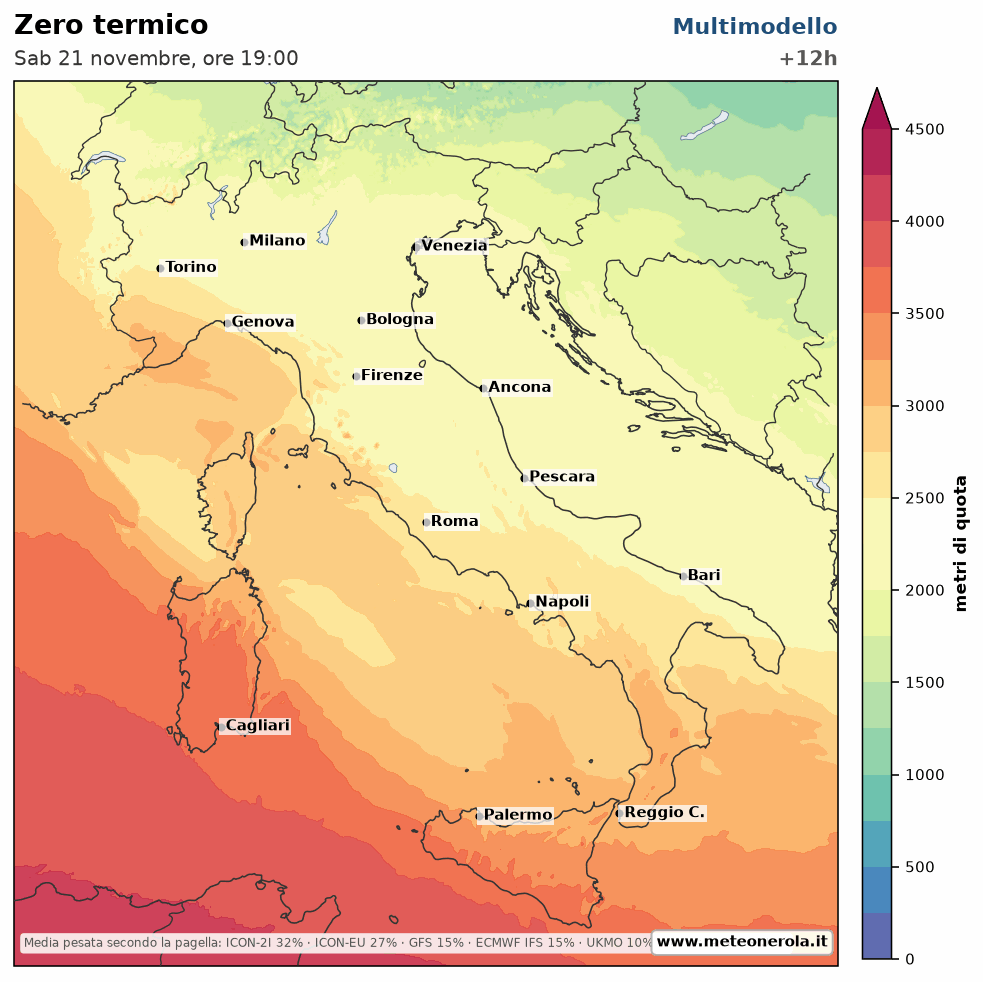 Zero termico
Multimodello
Sab 21 novembre, ore 19:00
+12h
Milano
Venezia
Torino
Genova
Bologna
Firenze
Ancona
Pescara
Roma
Bari
Napoli
Cagliari
Palermo
Reggio C.
4500
4000
3500
3000
2500
2000
1500
1000
500
0
metri di quota
Media pesata secondo la pagella: ICON-2I 32% · ICON-EU 27% · GFS 15% · ECMWF IFS 15% · UKMO 10%
www.meteonerola.it